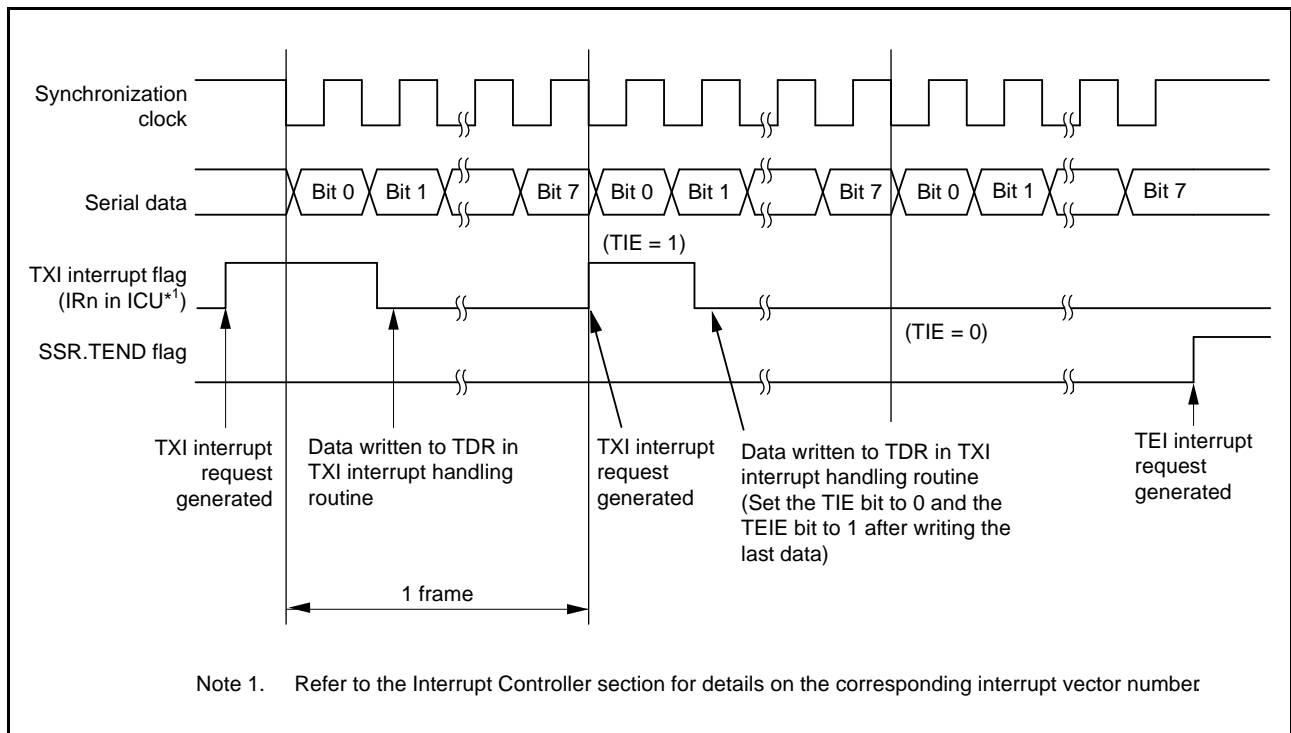 Synchronization
clock
Serial data
Bit 0 Bit 1 Bit 7 Bit 0 Bit 1 Bit 7 Bit 0 Bit 1 Bit 7
(TIE = 1)
TXI interrupt flag
(IRn in ICU*1)
(TIE = 0)
SSR.TEND flag
TXI interrupt
request
generated
Data written to TDR in
TXI interrupt handling
routine
TXI interrupt
request
generated
Data written to TDR in TXI
interrupt handling routine
(Set the TIE bit to 0 and the
TEIE bit to 1 after writing the
last data)
TEI interrupt
request
generated
1 frame
Note 1. Refer to the Interrupt Controller section for details on the corresponding interrupt vector number.